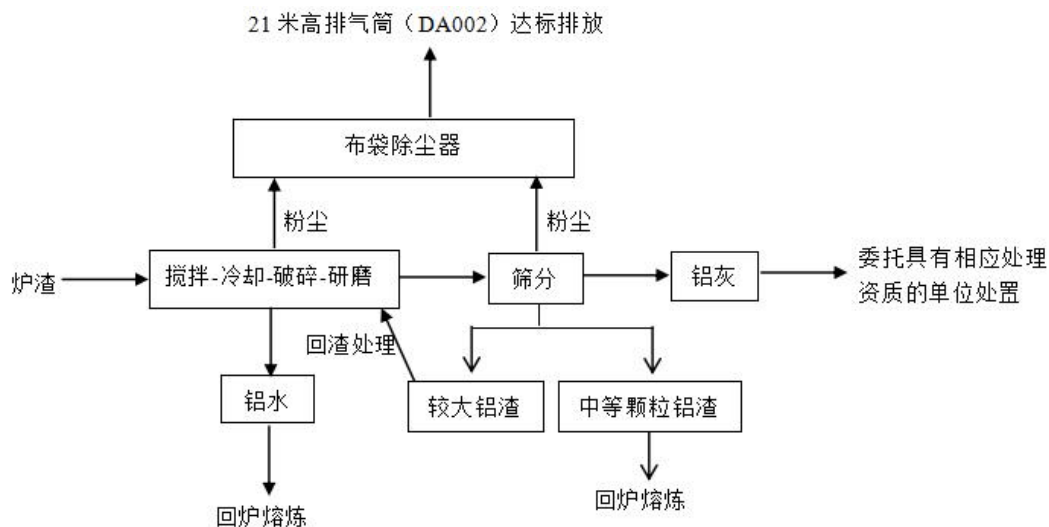 21 米高排气筒（DA002）达标排放
布袋除尘器
粉尘
粉尘
炉渣
搅拌-冷却-破碎-研磨
筛分
铝灰
委托具有相应处理
资质的单位处置
回渣处理
铝水
较大铝渣
中等颗粒铝渣
回炉熔炼
回炉熔炼